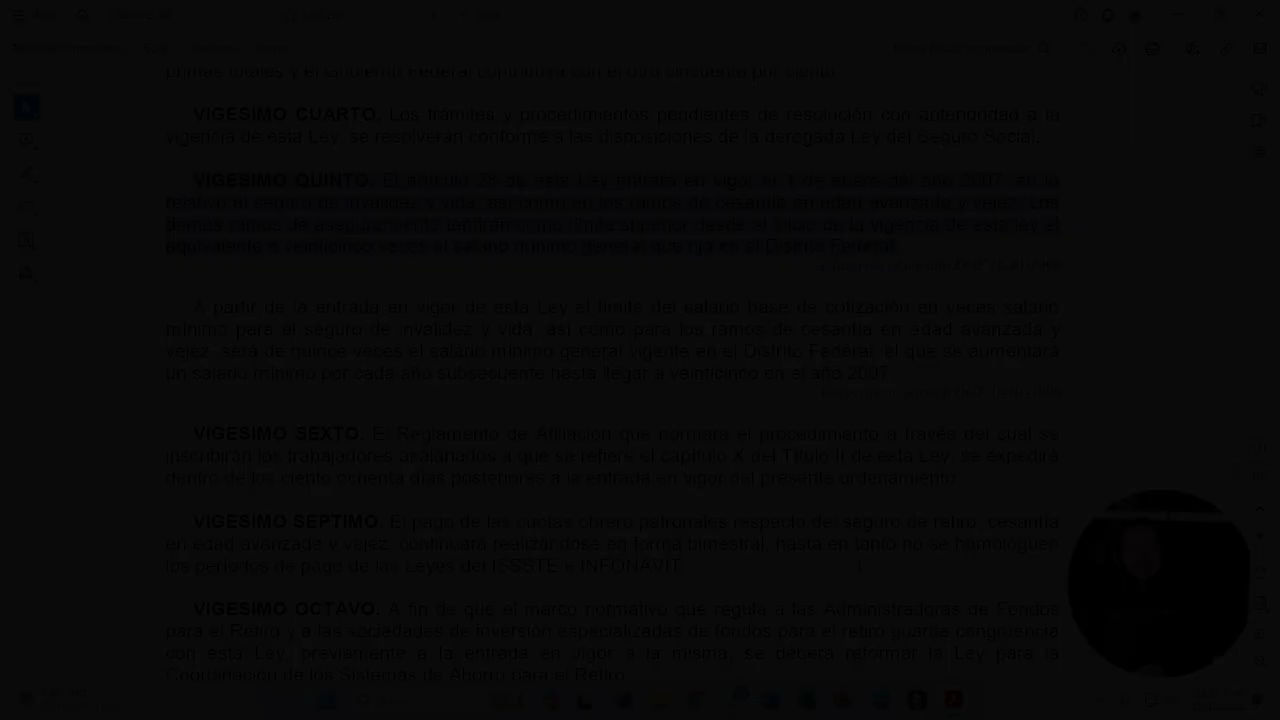 VIGESIMO CUARTO. Los trámites y procedimientos pendientes de resolución con anterioridad a la
vigencia de esta Ley, se resolverán conforme a las disposiciones de la derogada Ley del Seguro Social.
VIGESIMO QUINTO. El artículo 28 de esta Ley entrará en vigor el 1 de enero del año 2007, en lo
relativo al seguro de invalidez y vida, así como en los ramos de cesantía en edad avanzada y vejez. Los
demás ramos de aseguramiento tendrán como límite superior desde el inicio de la vigencia de esta ley el
equivalente a veinticinco veces el salario mínimo general que rija en el Distrito Federal.
A partir de la entrada en vigor de esta Ley el límite del salario base de cotización en veces salario
mínimo para el seguro de invalidez y vida, así como para los ramos de cesantía en edad avanzada y
vejez, será de quince veces el salario mínimo general vigente en el Distrito Federal, el que se aumentará
un salario mínimo por cada año subsecuente hasta llegar a veinticinco en el año 2007.
VIGESIMO SEXTO. El Reglamento de Afiliación que normará el procedimiento a través del cual se
inscribirán los trabajadores asalariados a que se refiere el capítulo X del Título II de esta Ley, se expedirá
dentro de los ciento ochenta días posteriores a la entrada en vigor del presente ordenamiento.
VIGESIMO SEPTIMO. El pago de las cuotas obrero patronales respecto del seguro de retiro, cesantía
en edad avanzada y vejez, continuará realizándose en forma bimestral, hasta en tanto no se homologuen
los periodos de pago de las Leyes del ISSSTE e INFONAVIT.
VIGESIMO OCTAVO. A fin de que el marco normativo que regula a las Administradoras de Fondos
para el Retiro y a las sociedades de inversión especializadas de fondos para el retiro guarde congruencia
con esta Ley, previamente a la entrada en vigor de la misma, se deberá reformar la Ley para la
Coordinación de los Sistemas de Ahorro para el Retiro.